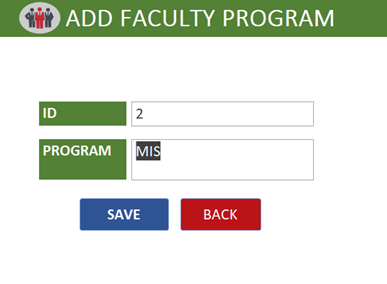 ADD FACULTY PROGRAM
ID 2
PROGRAM MIS
SAVE BACK